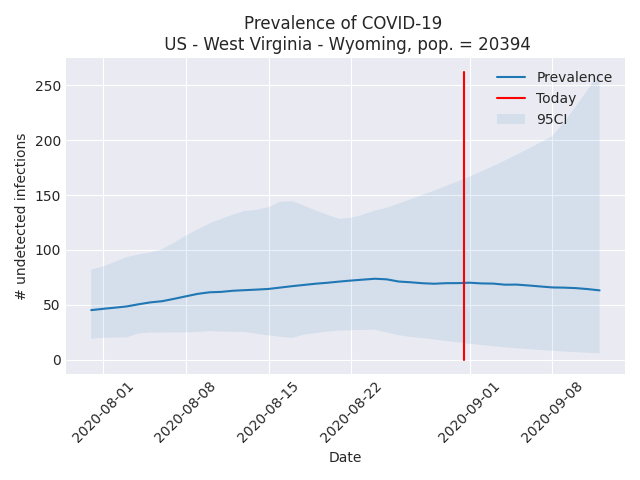 Prevalence of COVID-19
US - West Virginia - Wyoming, pop. = 20394
Prevalence
Today
95CI
# undetected infections
250
200
150
100
50
0
2020-08-01
2020-08-08
2020-08-15
2020-08-22
2020-09-01
2020-09-08
Date